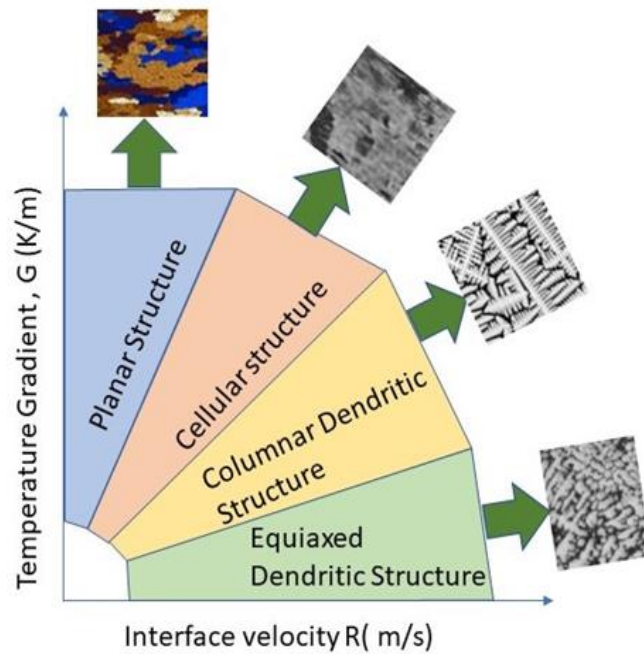 Temperature Gradient, G (K/m)
Planar Structure
Cellular structure
Columnar Dendritic
Structure
Equiaxed
Dendritic Structure
Interface velocity R( m/s)